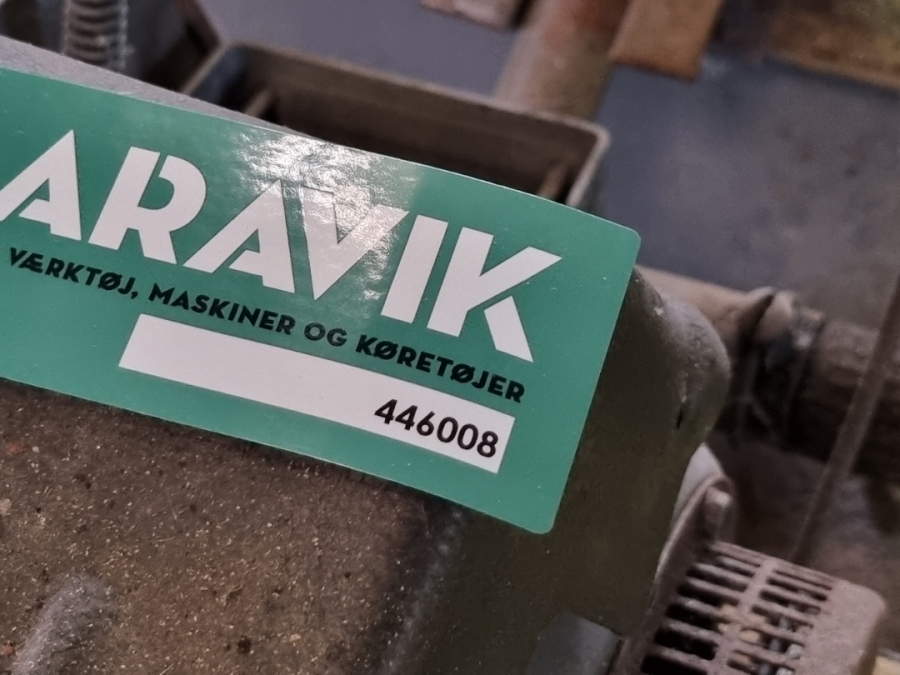 ARAVIK
VÆRKTØJ, MASKINER OG KØRETØJER
446008